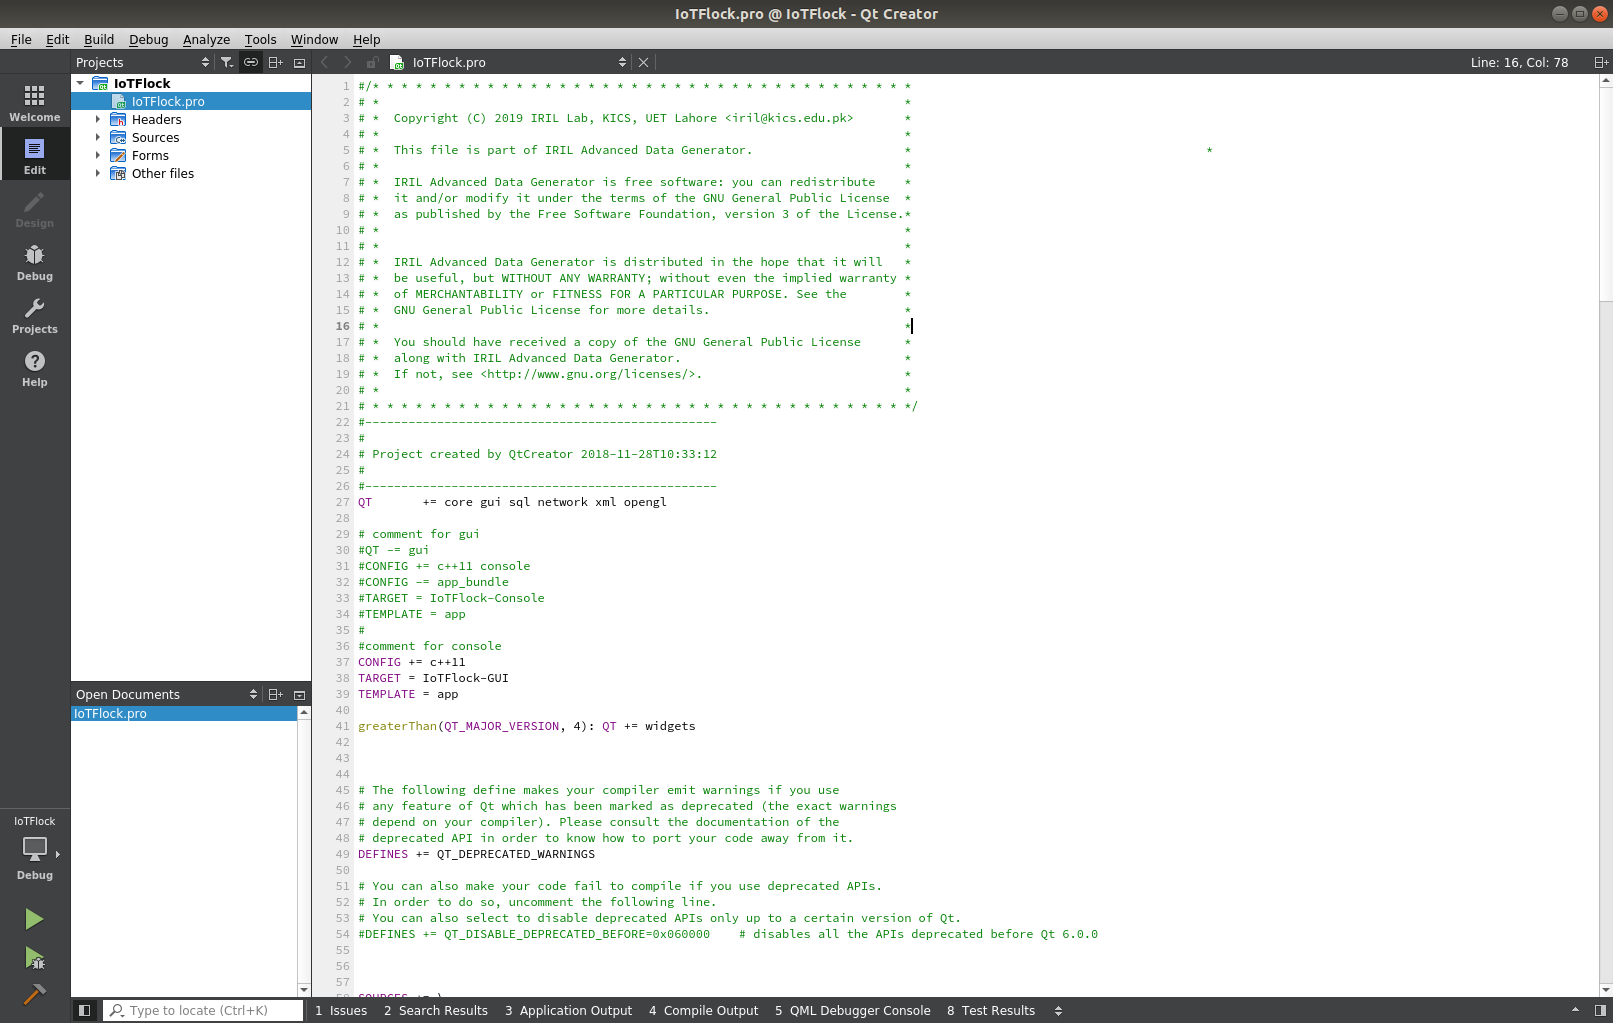 IoTFlock.pro @ IoTFlock - Qt Creator
File Edit Build Debug Analyze Tools Window Help
Projects
IoTFlock.pro
Line: 16, Col: 78
Welcome
Edit
Design
Debug
Projects
Help
IoTFlock
Debug
IoTFlock
IoTFlock.pro
Headers
Sources
Forms
Other files
Open Documents
IoTFlock.pro
1 #/* * * * * * * * * * * * * * * * * * * * * * * * * * * * * * * * * * * * * *
2 # * *
3 # * Copyright (C) 2019 IRIL Lab, KICS, UET Lahore <iril@kics.edu.pk> *
4 # * *
5 # * This file is part of IRIL Advanced Data Generator. * *
6 # * *
7 # * IRIL Advanced Data Generator is free software: you can redistribute *
8 # * it and/or modify it under the terms of the GNU General Public License *
9 # * as published by the Free Software Foundation, version 3 of the License.*
10 # * *
11 # * *
12 # * IRIL Advanced Data Generator is distributed in the hope that it will *
13 # * be useful, but WITHOUT ANY WARRANTY; without even the implied warranty *
14 # * of MERCHANTABILITY or FITNESS FOR A PARTICULAR PURPOSE. See the *
15 # * GNU General Public License for more details. *
16 # * *
17 # * You should have received a copy of the GNU General Public License *
18 # * along with IRIL Advanced Data Generator. *
19 # * If not, see <http://www.gnu.org/licenses/>. *
20 # * *
21 # * * * * * * * * * * * * * * * * * * * * * * * * * * * * * * * * * * * * * */
22 #-------------------------------------------------
23 #
24 # Project created by QtCreator 2018-11-28T10:33:12
25 #
26 #-------------------------------------------------
27 QT += core gui sql network xml opengl
28
29 # comment for gui
30 #QT -= gui
31 #CONFIG += c++11 console
32 #CONFIG -= app_bundle
33 #TARGET = IoTFlock-Console
34 #TEMPLATE = app
35 #
36 #comment for console
37 CONFIG += c++11
38 TARGET = IoTFlock-GUI
39 TEMPLATE = app
40
41 greaterThan(QT_MAJOR_VERSION, 4): QT += widgets
42
43
44
45 # The following define makes your compiler emit warnings if you use
46 # any feature of Qt which has been marked as deprecated (the exact warnings
47 # depend on your compiler). Please consult the documentation of the
48 # deprecated API in order to know how to port your code away from it.
49 DEFINES += QT_DEPRECATED_WARNINGS
50
51 # You can also make your code fail to compile if you use deprecated APIs.
52 # In order to do so, uncomment the following line.
53 # You can also select to disable deprecated APIs only up to a certain version of Qt.
54 #DEFINES += QT_DISABLE_DEPRECATED_BEFORE=0x060000 # disables all the APIs deprecated before Qt 6.0.0
55
56
57
58 SOURCES += \
Type to locate (Ctrl+K)
1 Issues 2 Search Results 3 Application Output 4 Compile Output 5 QML Debugger Console 8 Test Results